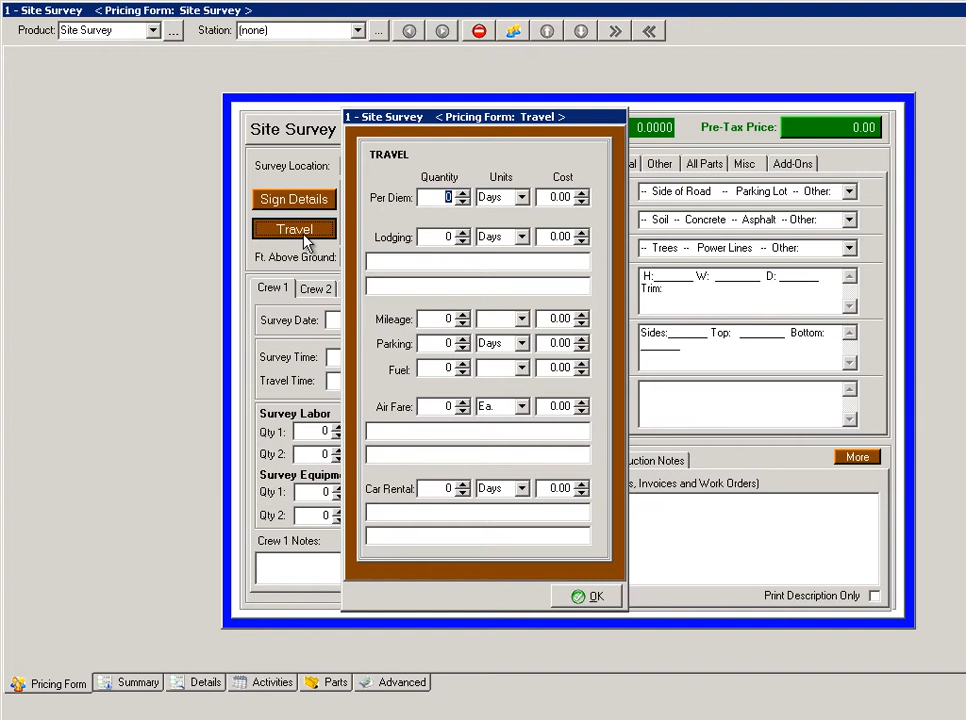 1 - Site Survey < Pricing Form: Site Survey >
Product: Site Survey ... Station: (none) ...
Site Survey
0.0000 Pre-Tax Price: 0.00
Survey Location:
Sign Details
Travel
Ft. Above Ground:
Crew 1 Crew 2
Survey Date:
Survey Time:
Travel Time:
Survey Labor
Qty 1: 0
Qty 2: 0
Survey Equipm
Qty 1: 0
Qty 2: 0
Crew 1 Notes:
1 - Site Survey < Pricing Form: Travel >
TRAVEL
Quantity Units Cost
Per Diem: 0 Days 0.00
Lodging: 0 Days 0.00
Mileage: 0 0.00
Parking: 0 Days 0.00
Fuel: 0 0.00
Air Fare: 0 Ea. 0.00
Car Rental: 0 Days 0.00
OK
al Other All Parts Misc Add-Ons
-- Side of Road -- Parking Lot -- Other:
-- Soil -- Concrete -- Asphalt -- Other:
-- Trees -- Power Lines -- Other:
H:______ W: ______ D: ______
Trim:
Sides:______ Top: ______ Bottom:
______
uction Notes More
s, Invoices and Work Orders)
Print Description Only
Pricing Form Summary Details Activities Parts Advanced